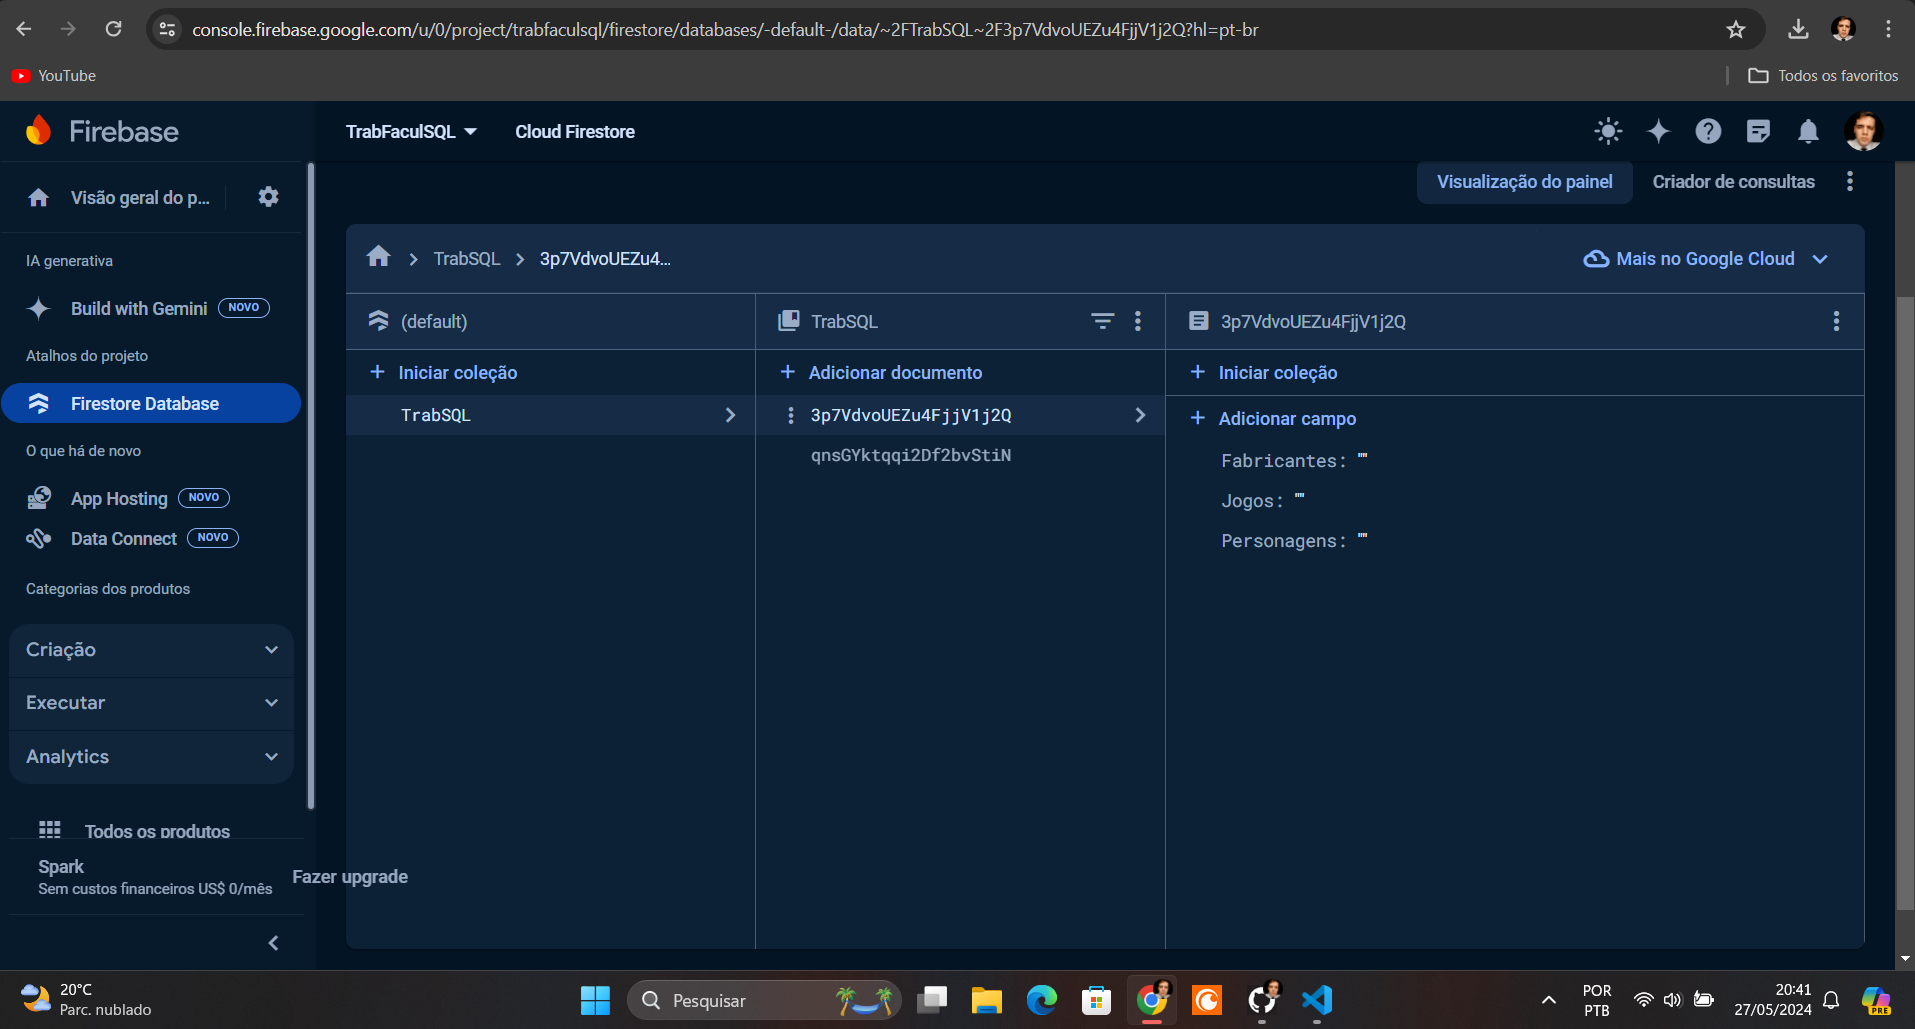 console.firebase.google.com/u/0/project/trabfaculsql/firestore/databases/-default-/data/~2FTrabSQL~2F3p7VdvoUEZu4FjjV1j2Q?hl=pt-br
YouTube
Todos os favoritos
Firebase
TrabFaculSQL
Cloud Firestore
Visão geral do p...
Visualização do painel
Criador de consultas
IA generativa
TrabSQL
3p7VdvoUEZu4...
Mais no Google Cloud
Build with Gemini
NOVO
(default)
TrabSQL
3p7VdvoUEZu4FjjV1j2Q
Atalhos do projeto
Iniciar coleção
Adicionar documento
Iniciar coleção
Firestore Database
TrabSQL
3p7VdvoUEZu4FjjV1j2Q
Adicionar campo
O que há de novo
qnsGYktqqi2Df2bvStiN
Fabricantes: ""
App Hosting
NOVO
Jogos: ""
Data Connect
NOVO
Personagens: ""
Categorias dos produtos
Criação
Executar
Analytics
Todos os produtos
Spark
Sem custos financeiros US$ 0/mês
Fazer upgrade
20°C
Parc. nublado
Pesquisar
POR
PTB
20:41
27/05/2024
PRE